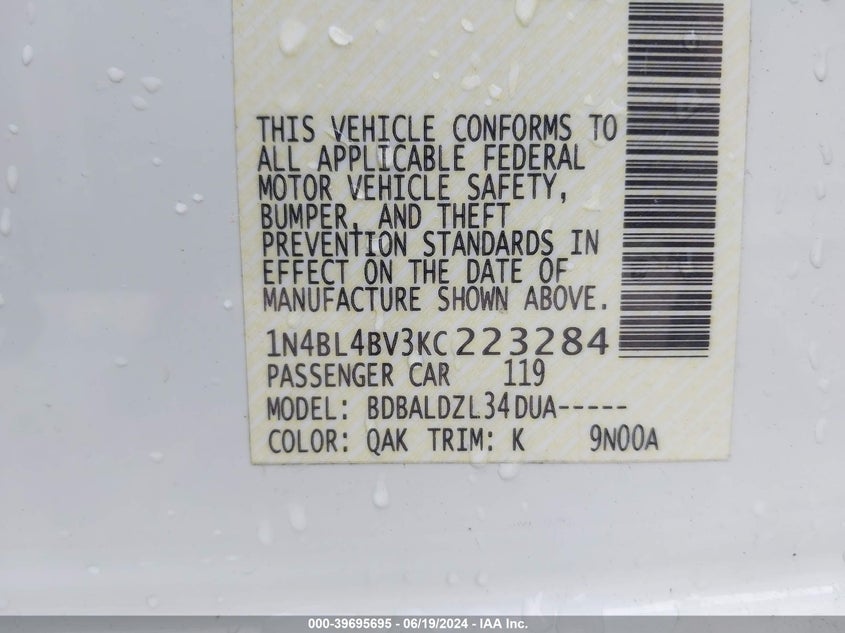 THIS VEHICLE CONFORMS TO
ALL APPLICABLE FEDERAL
MOTOR VEHICLE SAFETY,
BUMPER, AND THEFT
PREVENTION STANDARDS IN
EFFECT ON THE DATE OF
MANUFACTURE SHOWN ABOVE.
1N4BL4BV3KC223284
PASSENGER CAR 119
MODEL: BDBALDZL34DUA-----
COLOR: QAK TRIM: K 9N00A
000-39695695 - 06/19/2024 - IAA Inc.